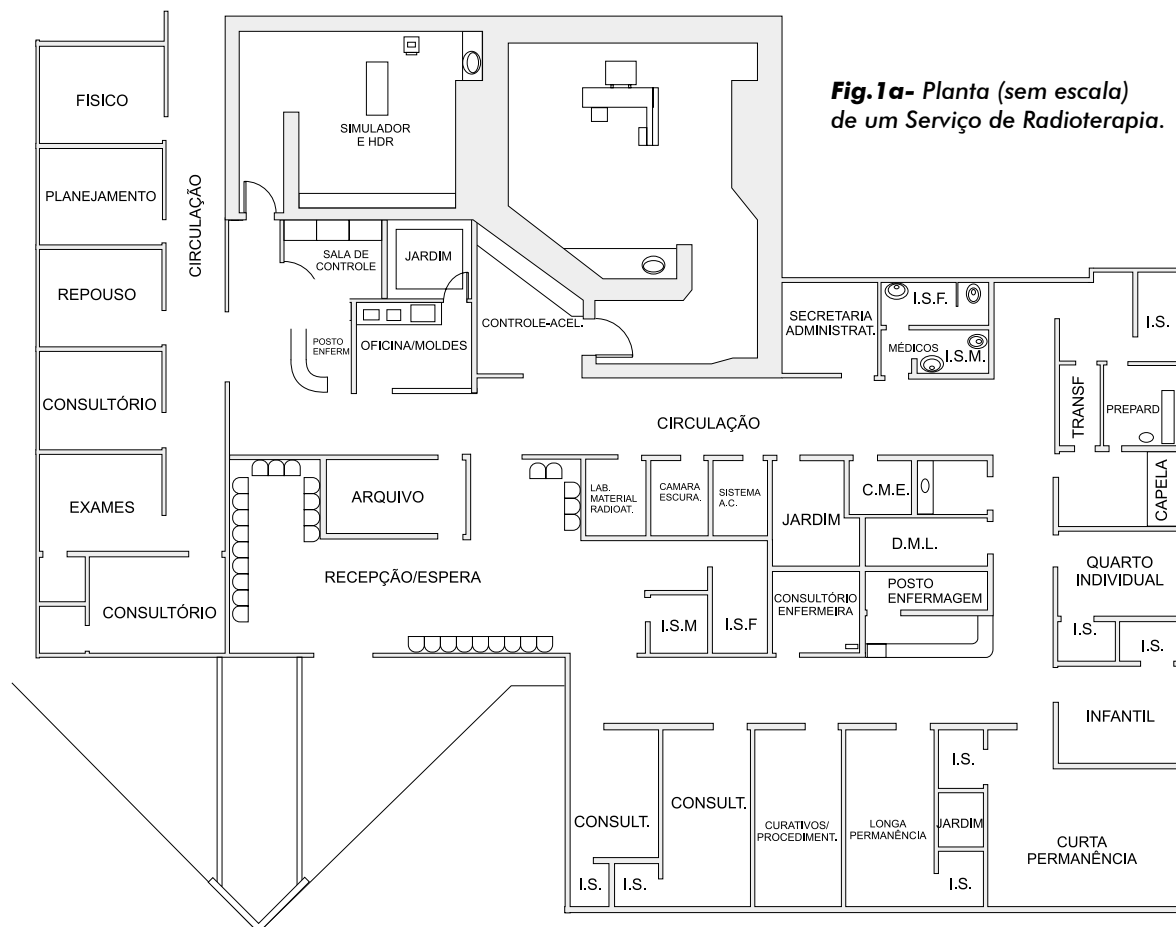 Fig.1a- Planta (sem escala)
de um Serviço de Radioterapia.
FISICO
PLANEJAMENTO
REPOUSO
CONSULTÓRIO
EXAMES
CONSULTÓRIO
CIRCULAÇÃO
SIMULADOR
E HDR
SALA DE
CONTROLE
JARDIM
POSTO
ENFERM
OFICINA/MOLDES
CONTROLE-ACEL.
SECRETARIA
ADMINISTRAT.
I.S.F.
MÉDICOS
I.S.M.
I.S.
TRANSF
PREPARD
CAPELA
CIRCULAÇÃO
ARQUIVO
RECEPÇÃO/ESPERA
LAB.
MATERIAL
RADIOAT.
CAMARA
ESCURA.
SISTEMA
A.C.
JARDIM
C.M.E.
D.M.L.
I.S.M
I.S.F
CONSULTÓRIO
ENFERMEIRA
POSTO
ENFERMAGEM
QUARTO
INDIVIDUAL
I.S.
I.S.
INFANTIL
CONSULT.
I.S.
I.S.
CONSULT.
CURATIVOS/
PROCEDIMENT.
LONGA
PERMANÊNCIA
I.S.
JARDIM
I.S.
CURTA
PERMANÊNCIA